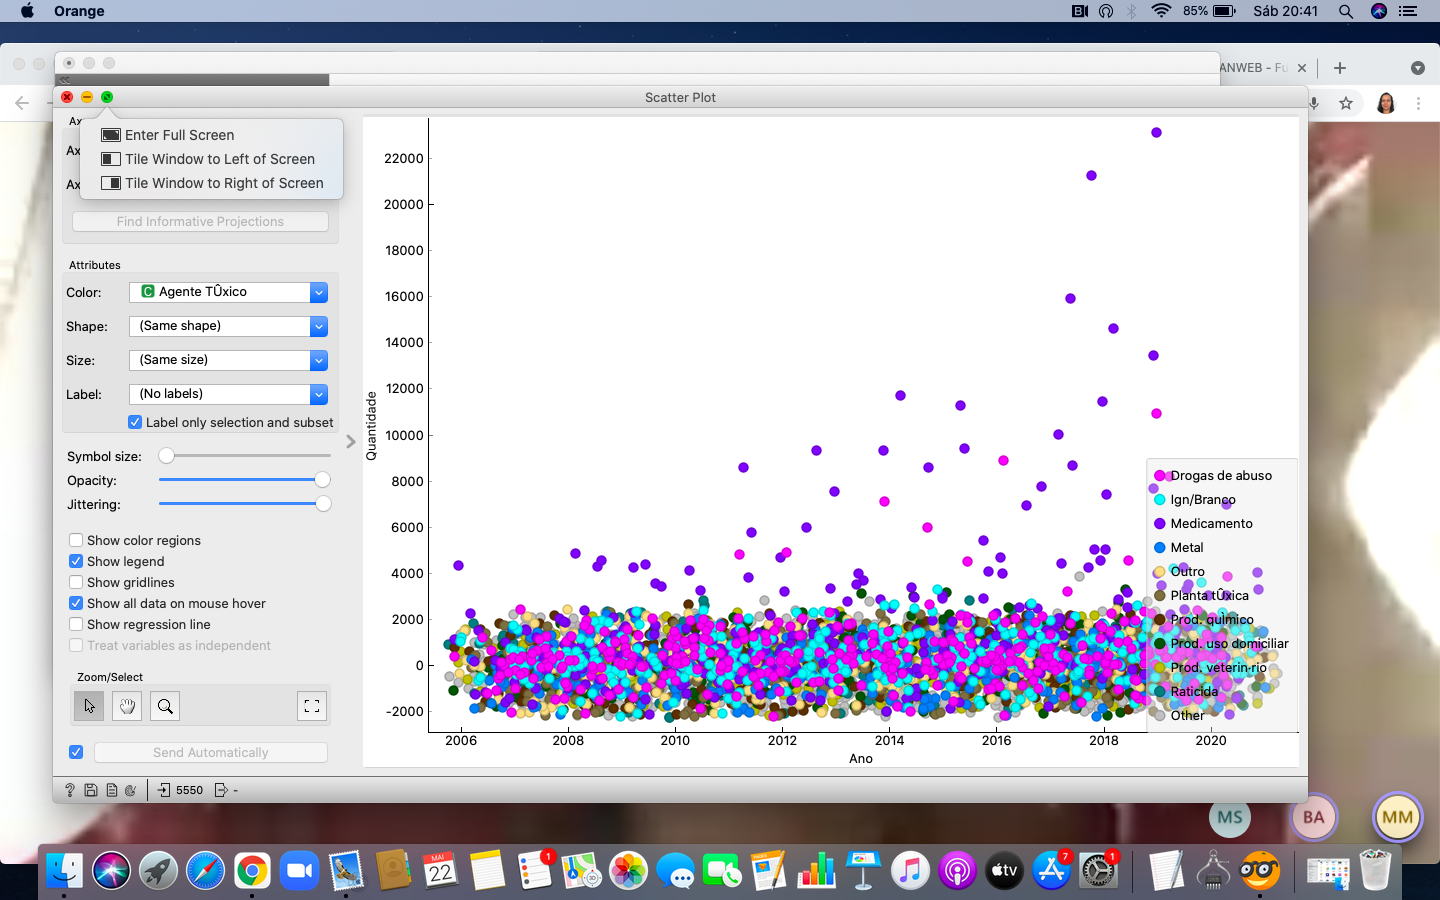 Orange
85%
Sáb 20:41
ANWEB - Fu
Scatter Plot
Ax
Enter Full Screen
Ax
Tile Window to Left of Screen
Ax
Tile Window to Right of Screen
Find Informative Projections
Attributes
Color:
C Agente TÛxico
Shape:
(Same shape)
Size:
(Same size)
Label:
(No labels)
Label only selection and subset
Symbol size:
Opacity:
Jittering:
Show color regions
Show legend
Show gridlines
Show all data on mouse hover
Show regression line
Treat variables as independent
Zoom/Select
Send Automatically
? 5550 -
22000
20000
18000
16000
14000
12000
10000
8000
6000
4000
2000
0
-2000
Quantidade
2006 2008 2010 2012 2014 2016 2018 2020
Ano
Drogas de abuso
Ign/Branco
Medicamento
Metal
Outro
Planta tÛxica
Prod. químico
Prod. uso domiciliar
Prod. veterin·rio
Raticida
Other
MS
BA
MM
MAI
22
1
3D
tv
7
1